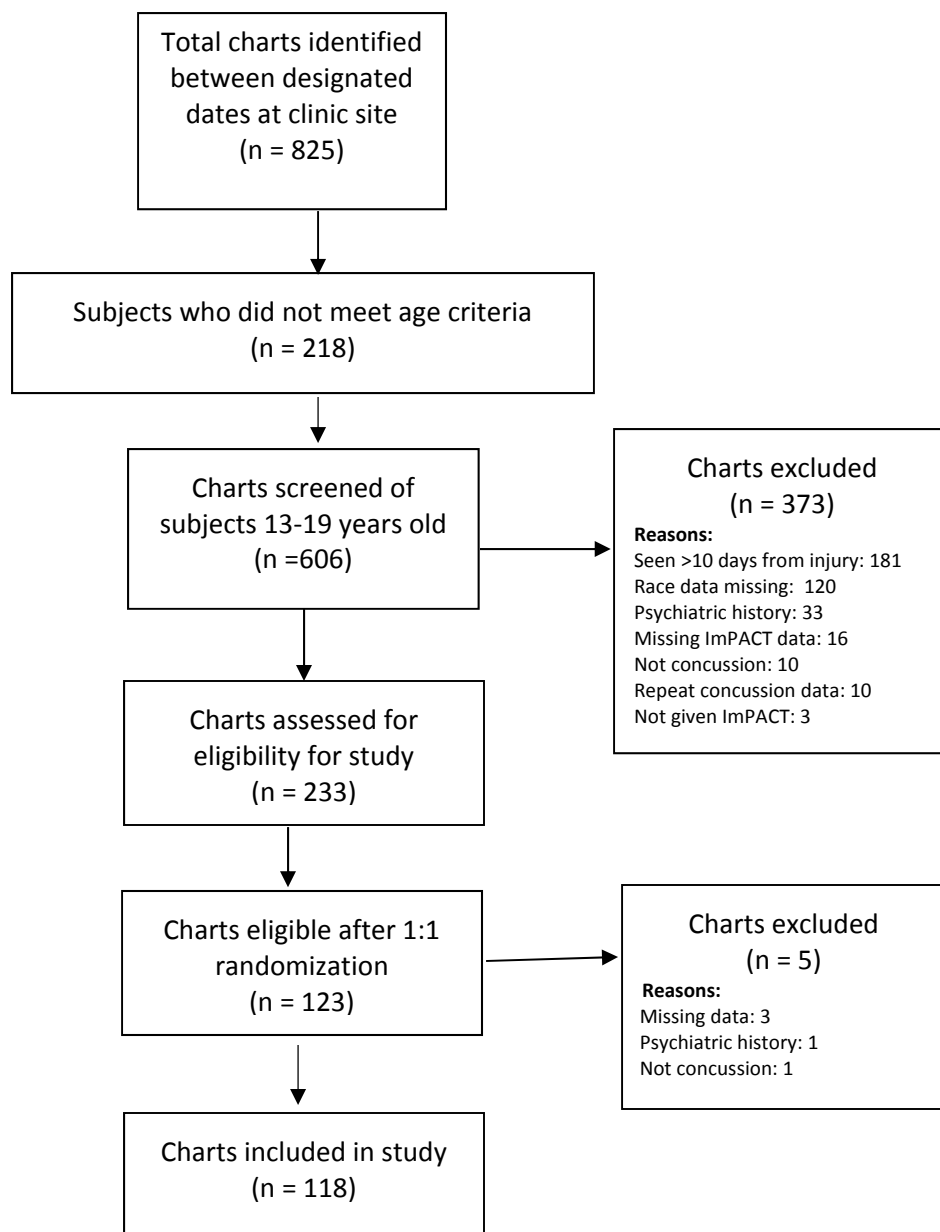 Total charts identified
between designated
dates at clinic site
(n = 825)
Subjects who did not meet age criteria
(n = 218)
Charts screened of
subjects 13-19 years old
(n =606)
Charts excluded
(n = 373)
Reasons:
Seen >10 days from injury: 181
Race data missing:  120
Psychiatric history: 33
Missing ImPACT data: 16
Not concussion: 10
Repeat concussion data: 10
Not given ImPACT: 3
Charts assessed for
eligibility for study
(n = 233)
Charts eligible after 1:1
randomization
(n = 123)
Charts excluded
(n = 5)
Reasons:
Missing data: 3
Psychiatric history: 1
Not concussion: 1
Charts included in study
(n = 118)